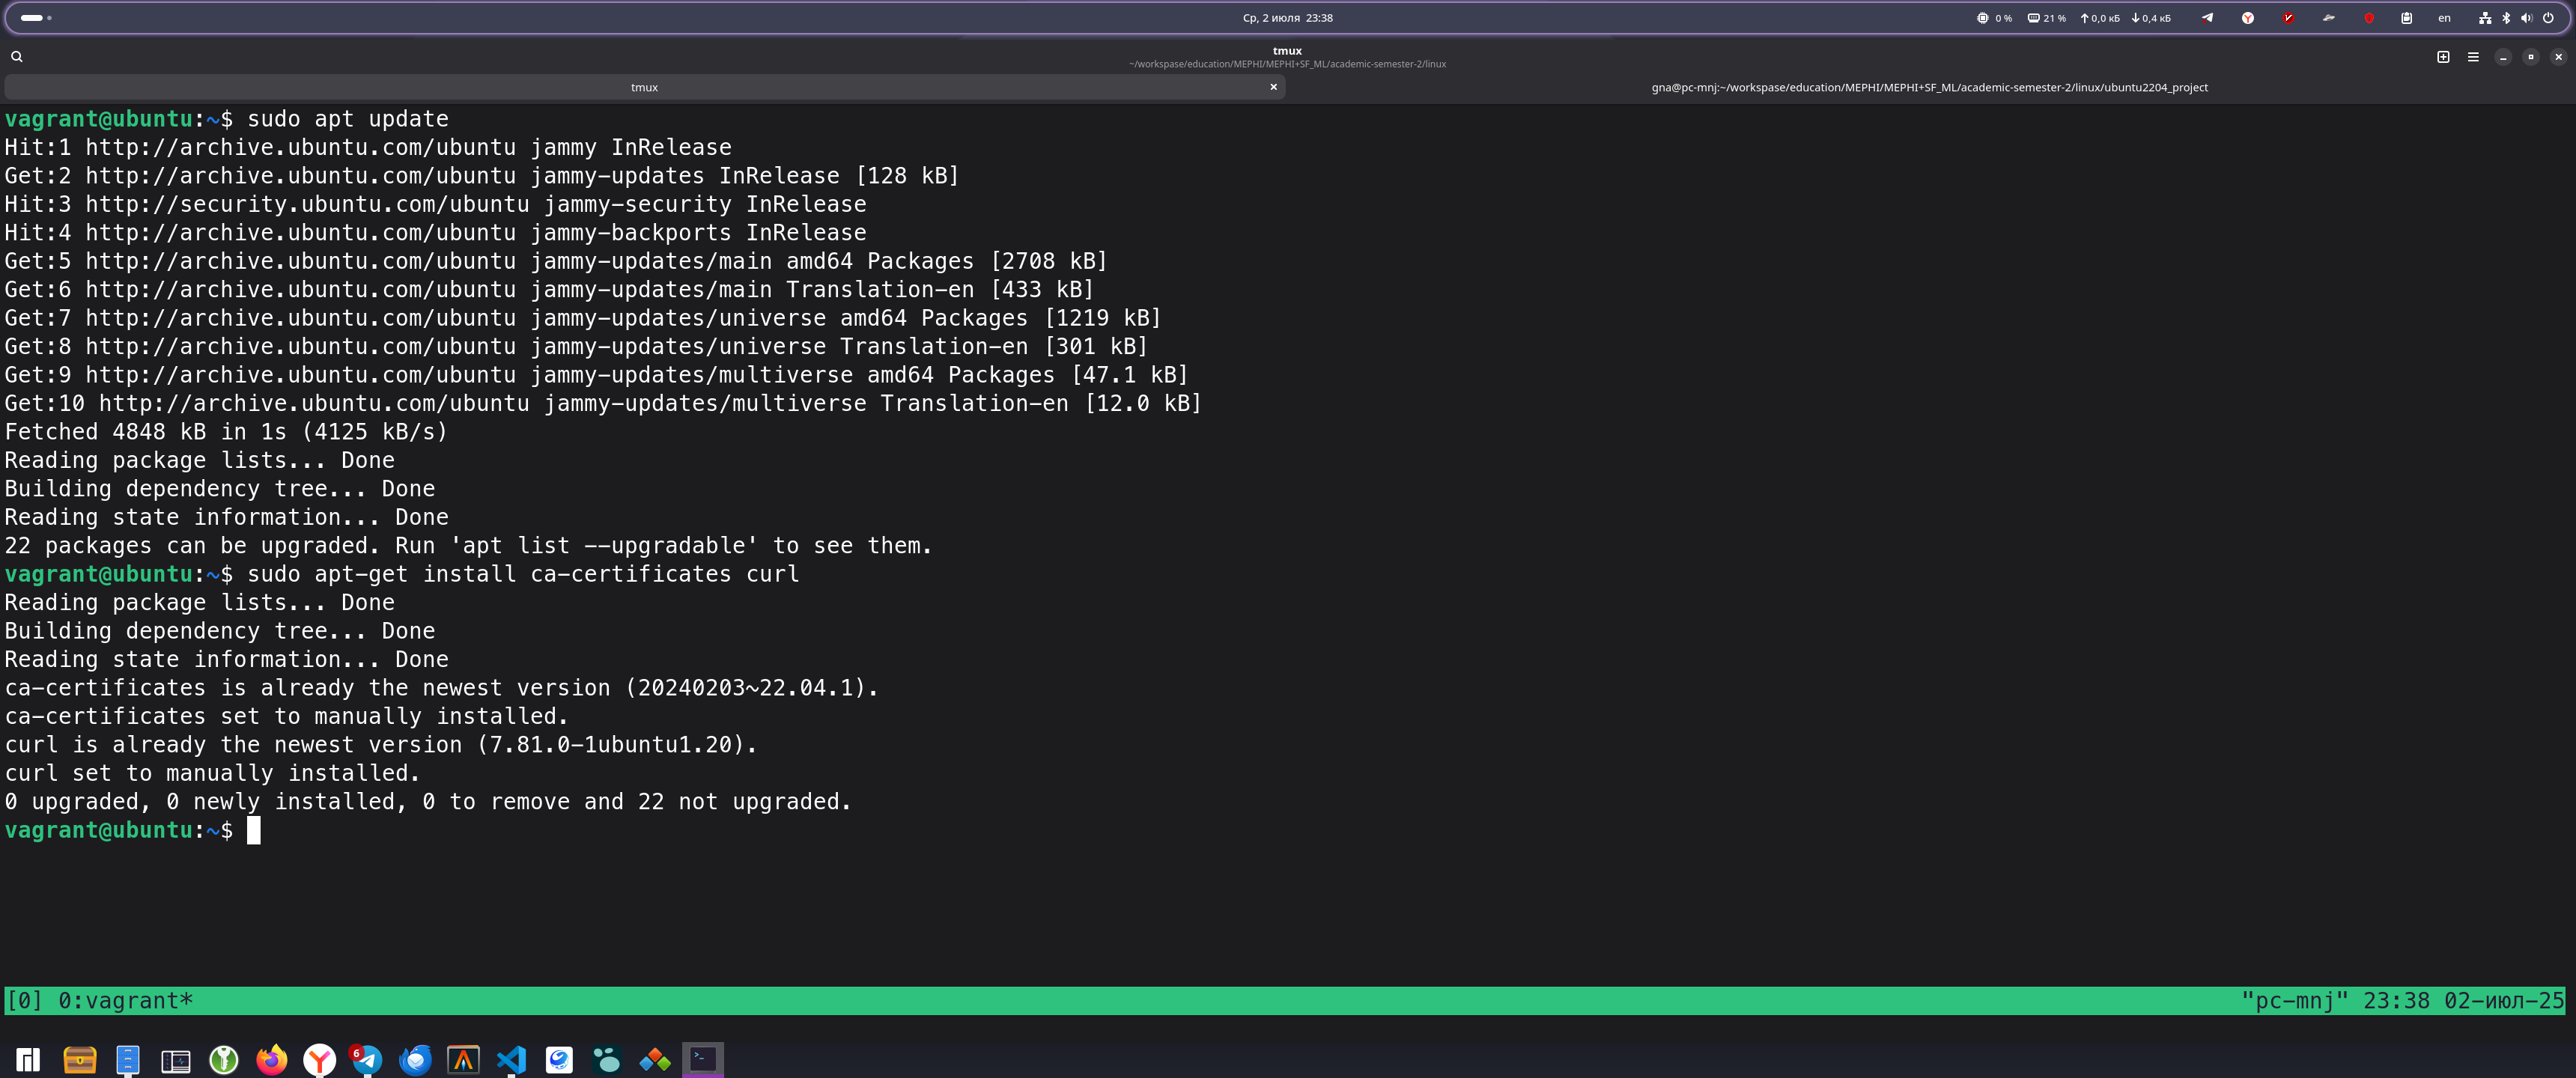 Ср, 2 июля 23:38
0 % 21 % 0,0 кБ 0,4 кБ en
tmux
~/workspase/education/MEPHI/MEPHI+SF_ML/academic-semester-2/linux
tmux
gna@pc-mnj:~/workspase/education/MEPHI/MEPHI+SF_ML/academic-semester-2/linux/ubuntu2204_project
vagrant@ubuntu:~$ sudo apt update
Hit:1 http://archive.ubuntu.com/ubuntu jammy InRelease
Get:2 http://archive.ubuntu.com/ubuntu jammy-updates InRelease [128 kB]
Hit:3 http://security.ubuntu.com/ubuntu jammy-security InRelease
Hit:4 http://archive.ubuntu.com/ubuntu jammy-backports InRelease
Get:5 http://archive.ubuntu.com/ubuntu jammy-updates/main amd64 Packages [2708 kB]
Get:6 http://archive.ubuntu.com/ubuntu jammy-updates/main Translation-en [433 kB]
Get:7 http://archive.ubuntu.com/ubuntu jammy-updates/universe amd64 Packages [1219 kB]
Get:8 http://archive.ubuntu.com/ubuntu jammy-updates/universe Translation-en [301 kB]
Get:9 http://archive.ubuntu.com/ubuntu jammy-updates/multiverse amd64 Packages [47.1 kB]
Get:10 http://archive.ubuntu.com/ubuntu jammy-updates/multiverse Translation-en [12.0 kB]
Fetched 4848 kB in 1s (4125 kB/s)
Reading package lists... Done
Building dependency tree... Done
Reading state information... Done
22 packages can be upgraded. Run 'apt list --upgradable' to see them.
vagrant@ubuntu:~$ sudo apt-get install ca-certificates curl
Reading package lists... Done
Building dependency tree... Done
Reading state information... Done
ca-certificates is already the newest version (20240203~22.04.1).
ca-certificates set to manually installed.
curl is already the newest version (7.81.0-1ubuntu1.20).
curl set to manually installed.
0 upgraded, 0 newly installed, 0 to remove and 22 not upgraded.
vagrant@ubuntu:~$
[0] 0:vagrant* "pc-mnj" 23:38 02-июл-25
6